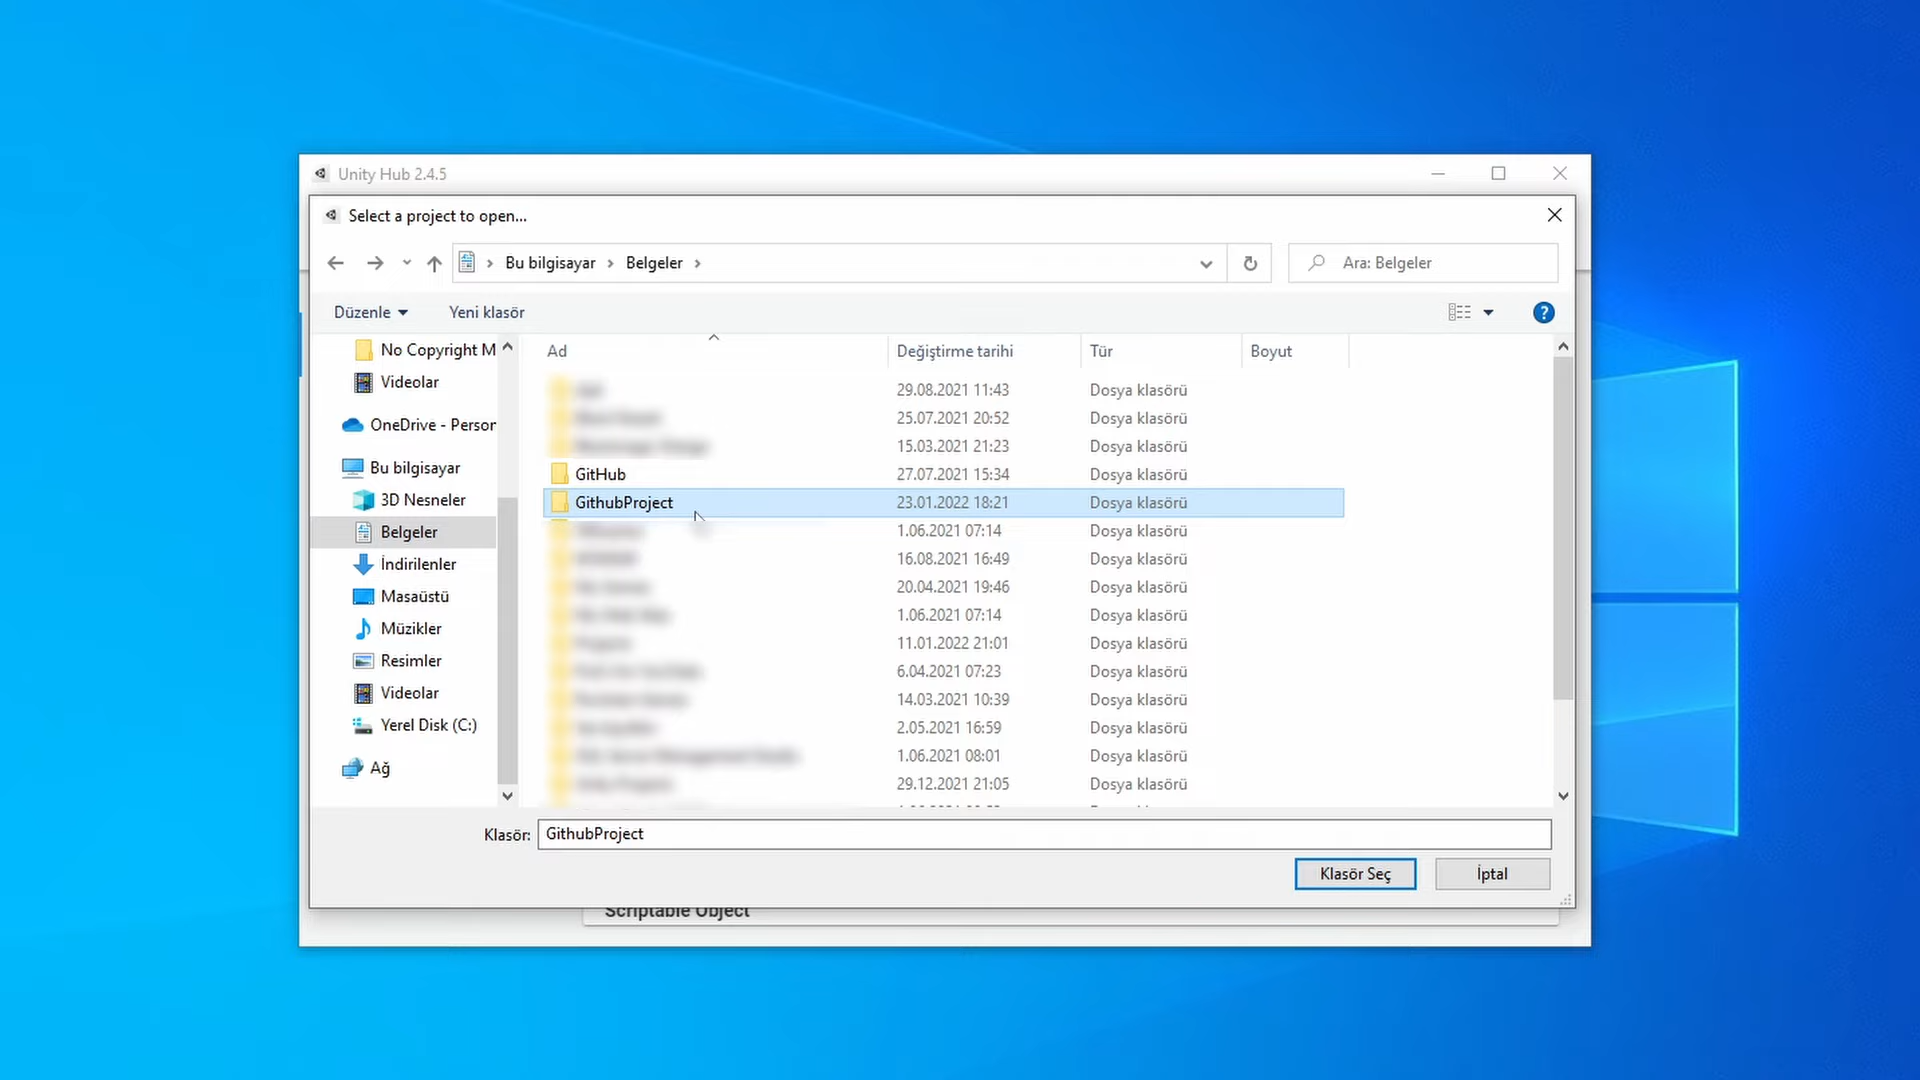 Unity Hub 2.4.5
Select a project to open...
Bu bilgisayar
Belgeler
Ara: Belgeler
Düzenle
Yeni klasör
No Copyright M
Videolar
OneDrive - Person
Bu bilgisayar
3D Nesneler
Belgeler
İndirilenler
Masaüstü
Müzikler
Resimler
Videolar
Yerel Disk (C:)
Ağ
Ad Değiştirme tarihi Tür Boyut
29.08.2021 11:43 Dosya klasörü
25.07.2021 20:52 Dosya klasörü
15.03.2021 21:23 Dosya klasörü
GitHub 27.07.2021 15:34 Dosya klasörü
GithubProject 23.01.2022 18:21 Dosya klasörü
1.06.2021 07:14 Dosya klasörü
16.08.2021 16:49 Dosya klasörü
20.04.2021 19:46 Dosya klasörü
1.06.2021 07:14 Dosya klasörü
11.01.2022 21:01 Dosya klasörü
6.04.2021 07:23 Dosya klasörü
14.03.2021 10:39 Dosya klasörü
2.05.2021 16:59 Dosya klasörü
1.06.2021 08:01 Dosya klasörü
29.12.2021 21:05 Dosya klasörü
Klasör: GithubProject
Klasör Seç İptal
Scriptable Object